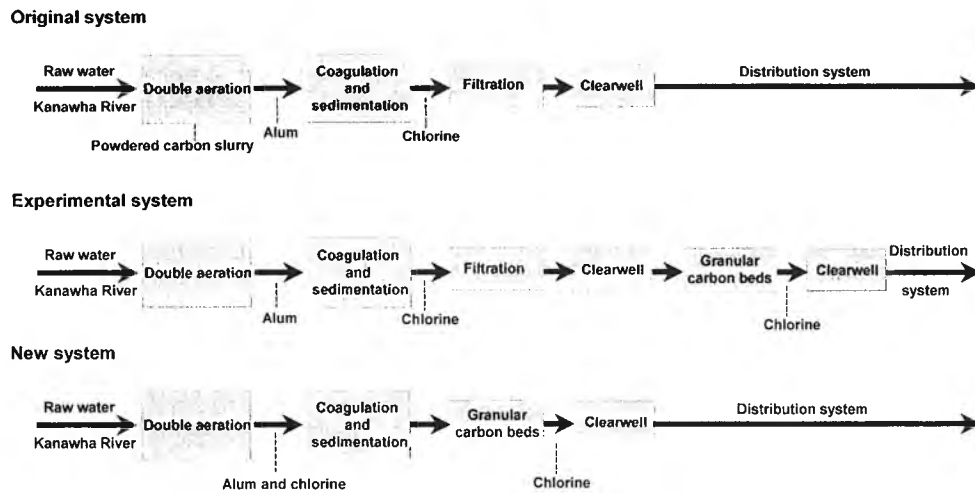 Original system
Raw water
Kanawha River
Double aeration
Powdered carbon slurry
Alum
Coagulation
and
sedimentation
Chlorine
Filtration
Clearwell
Distribution system
Experimental system
Raw water
Kanawha River
Double aeration
Alum
Coagulation
and
sedimentation
Chlorine
Filtration
Clearwell
Granular
carbon beds
Chlorine
Clearwell
Distribution
system
New system
Raw water
Kanawha River
Double aeration
Alum and chlorine
Coagulation
and
sedimentation
Granular
carbon beds
Chlorine
Clearwell
Distribution system